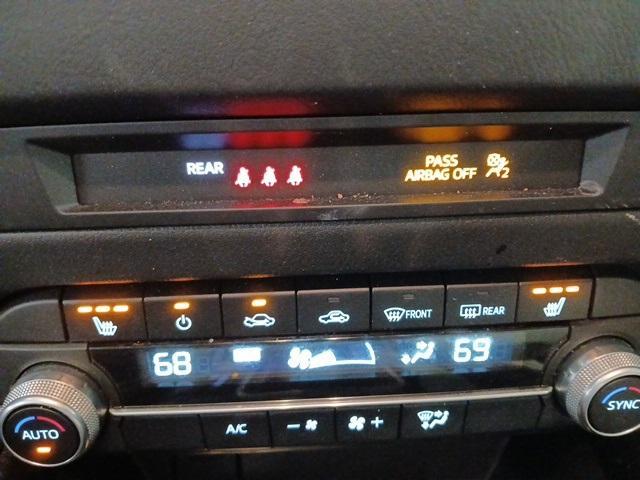 REAR
PASS
AIRBAG OFF
2
FRONT
REAR
68
69
AUTO
A/C
- +
SYNC